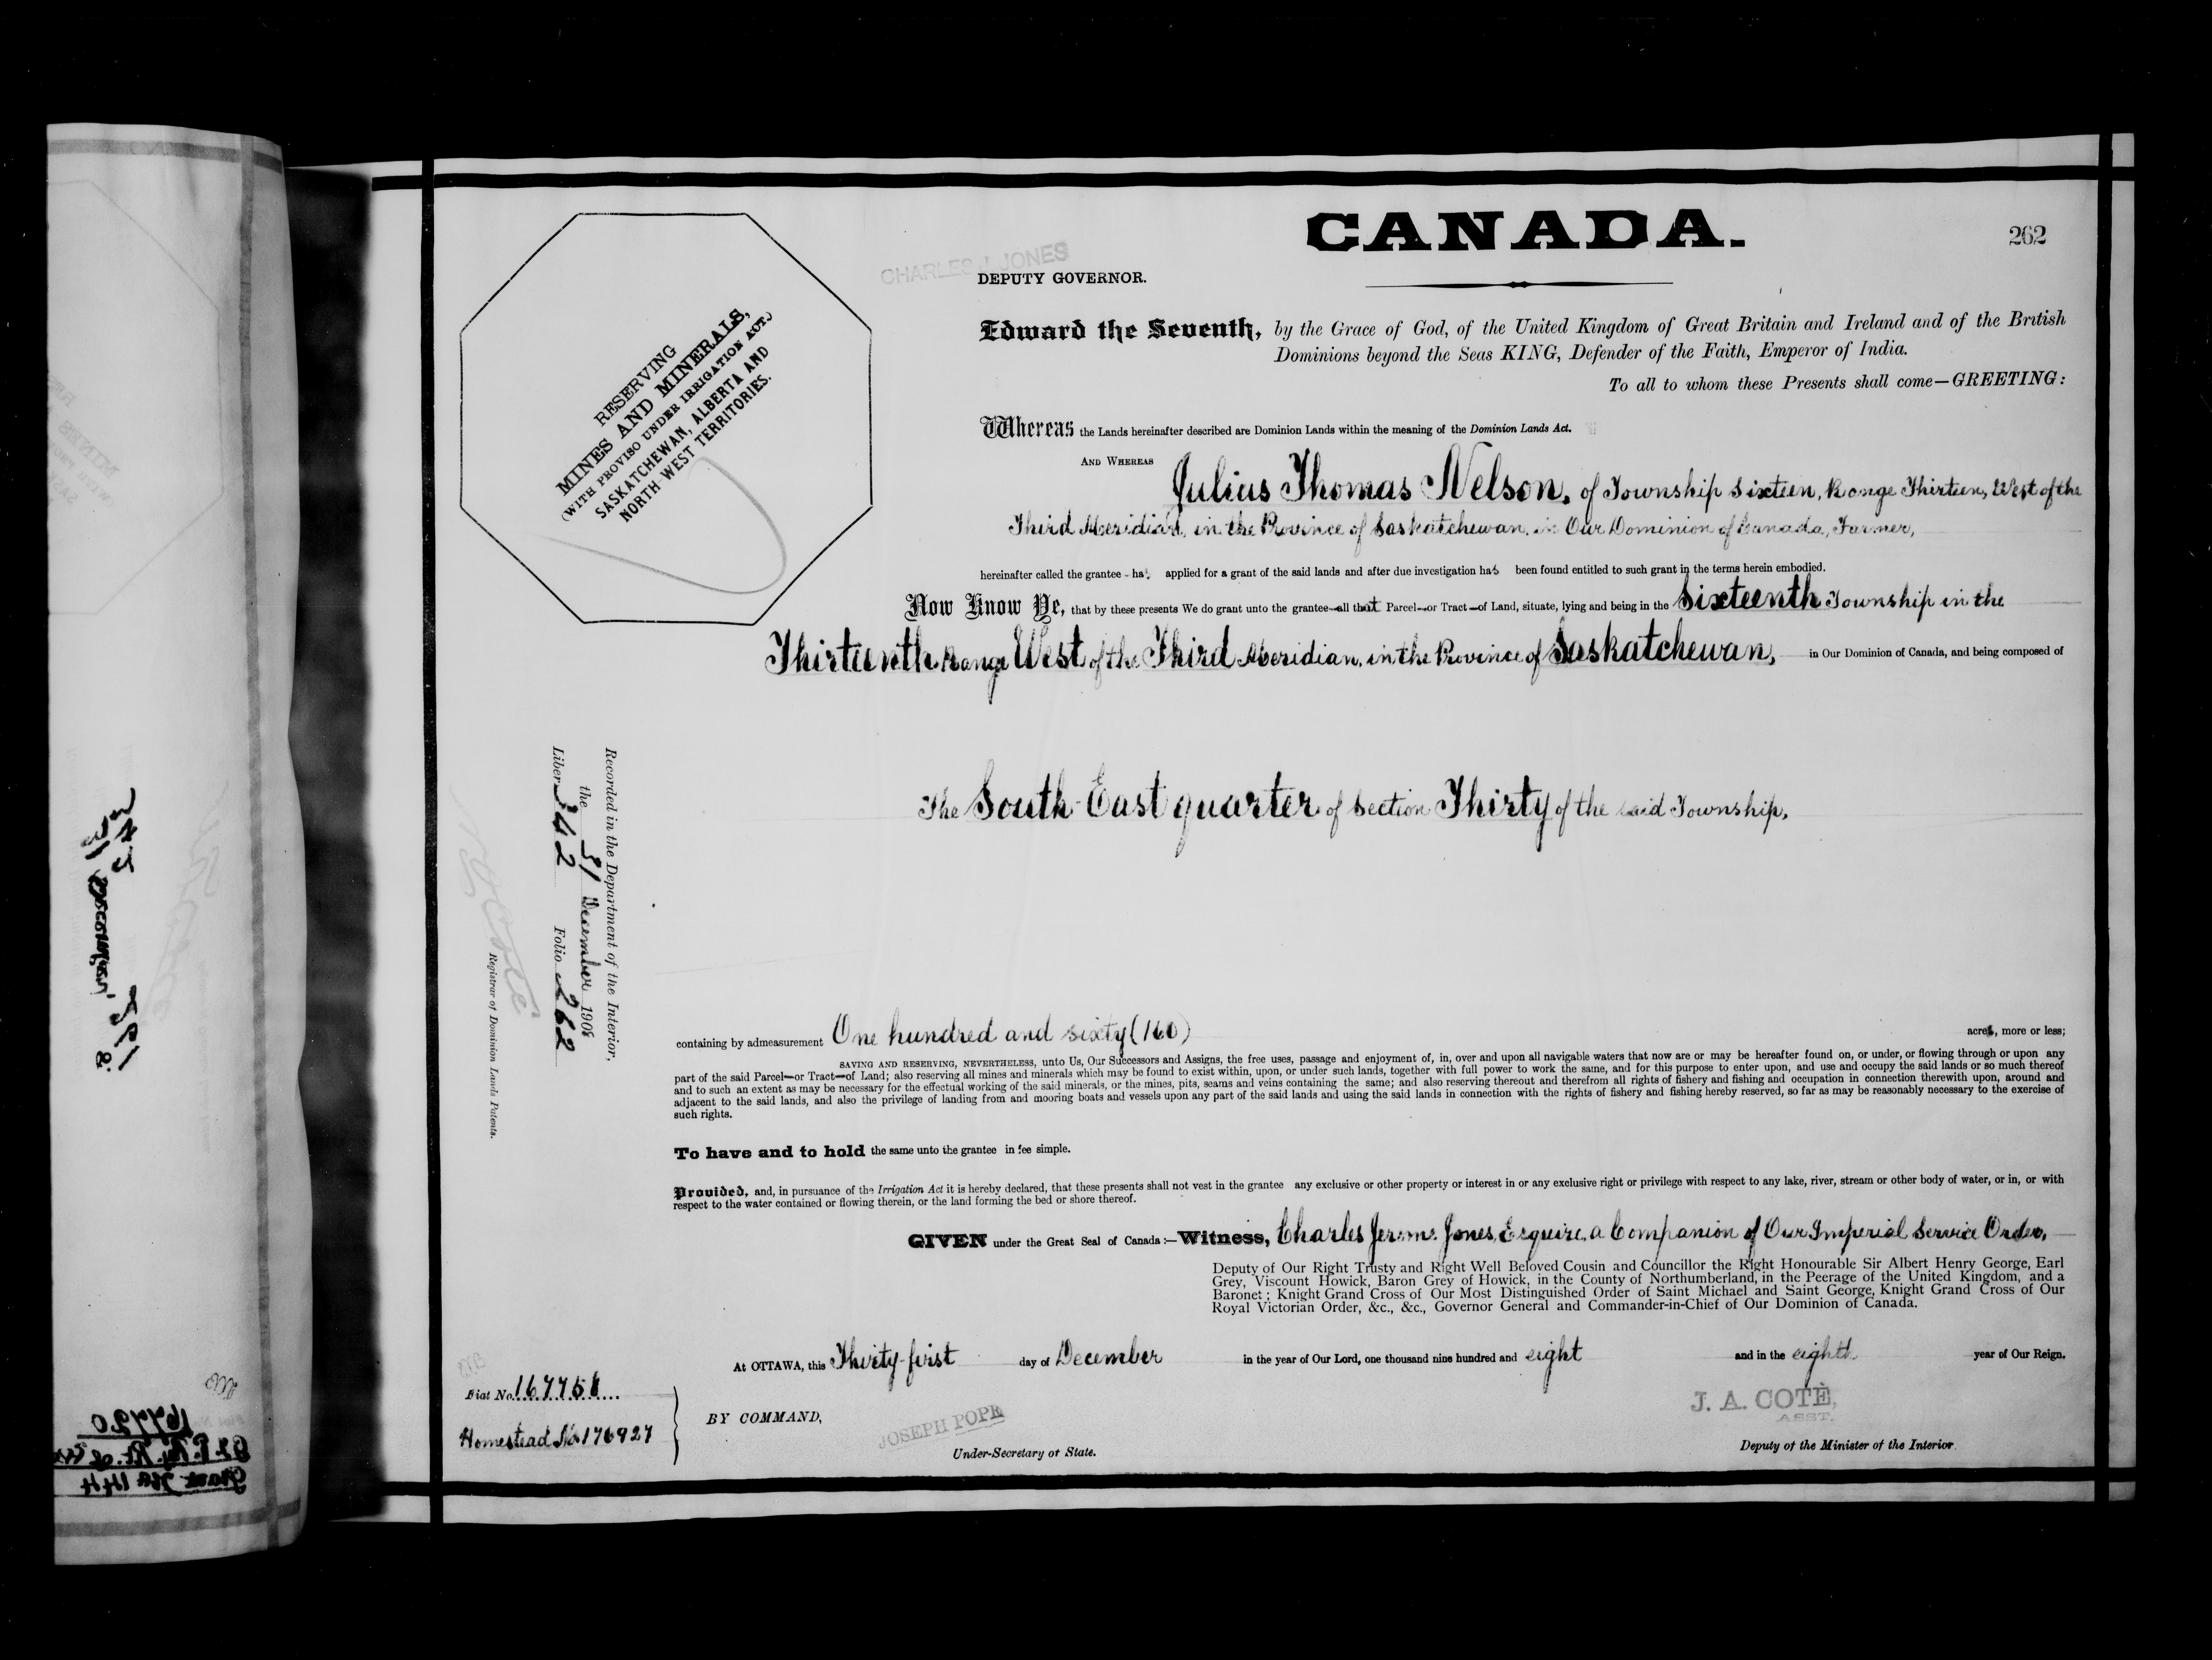 CANADA.
262
CHARLES J. JONES
DEPUTY GOVERNOR.
RESERVING
MINES AND MINERALS,
(WITH PROVISO UNDER IRRIGATION ACT.)
SASKATCHEWAN, ALBERTA AND
NORTH WEST TERRITORIES.
Edward the Seventh, by the Grace of God, of the United Kingdom of Great Britain and Ireland and of the British
Dominions beyond the Seas KING, Defender of the Faith, Emperor of India.
To all to whom these Presents shall come—GREETING:
Whereas the Lands hereinafter described are Dominion Lands within the meaning of the Dominion Lands Act.
AND WHEREAS Julius Thomas Nelson, of Township Sixteen, Range Thirteen, West of the
Third Meridian, in the Province of Saskatchewan, in Our Dominion of Canada, Farmer,
hereinafter called the grantee - has applied for a grant of the said lands and after due investigation has been found entitled to such grant in the terms herein embodied.
Now Know Ye, that by these presents We do grant unto the grantee—all that Parcel—or Tract—of Land, situate, lying and being in the Sixteenth Township in the
Thirteenth Range West of the Third Meridian, in the Province of Saskatchewan, in Our Dominion of Canada, and being composed of
The South East quarter of Section Thirty of the said Township,
Recorded in the Department of the Interior,
the 31 December 1908
Liber 342 Folio 262
Registrar of Dominion Lands Patents.
containing by admeasurement One hundred and sixty (160) acres, more or less;
SAVING AND RESERVING, NEVERTHELESS, unto Us, Our Successors and Assigns, the free uses, passage and enjoyment of, in, over and upon all navigable waters that now are or may be hereafter found on, or under, or flowing through or upon any
part of the said Parcel—or Tract—of Land; also reserving all mines and minerals which may be found to exist within, upon, or under such lands, together with full power to work the same, and for this purpose to enter upon, and use and occupy the said lands or so much thereof
and to such an extent as may be necessary for the effectual working of the said minerals, or the mines, pits, seams and veins containing the same; and also reserving thereout and therefrom all rights of fishery and fishing and occupation in connection therewith upon, around and
adjacent to the said lands, and also the privilege of landing from and mooring boats and vessels upon any part of the said lands and using the said lands in connection with the rights of fishery and fishing hereby reserved, so far as may be reasonably necessary to the exercise of
such rights.
To have and to hold the same unto the grantee in fee simple.
Provided, and, in pursuance of the Irrigation Act it is hereby declared, that these presents shall not vest in the grantee any exclusive or other property or interest in or any exclusive right or privilege with respect to any lake, river, stream or other body of water, or in, or with
respect to the water contained or flowing therein, or the land forming the bed or shore thereof.
GIVEN under the Great Seal of Canada:—Witness, Charles Jerome Jones, Esquire, a Companion of Our Imperial Service Order,
Deputy of Our Right Trusty and Right Well Beloved Cousin and Councillor the Right Honourable Sir Albert Henry George, Earl
Grey, Viscount Howick, Baron Grey of Howick, in the County of Northumberland, in the Peerage of the United Kingdom, and a
Baronet; Knight Grand Cross of Our Most Distinguished Order of Saint Michael and Saint George, Knight Grand Cross of Our
Royal Victorian Order, &c., &c., Governor General and Commander-in-Chief of Our Dominion of Canada.
At OTTAWA, this Thirty-first day of December in the year of Our Lord, one thousand nine hundred and eight and in the eighth year of Our Reign.
Homestead No 176927
BY COMMAND,
JOSEPH POPE
Under-Secretary of State.
J. A. COTÉ,
ASST.
Deputy of the Minister of the Interior.